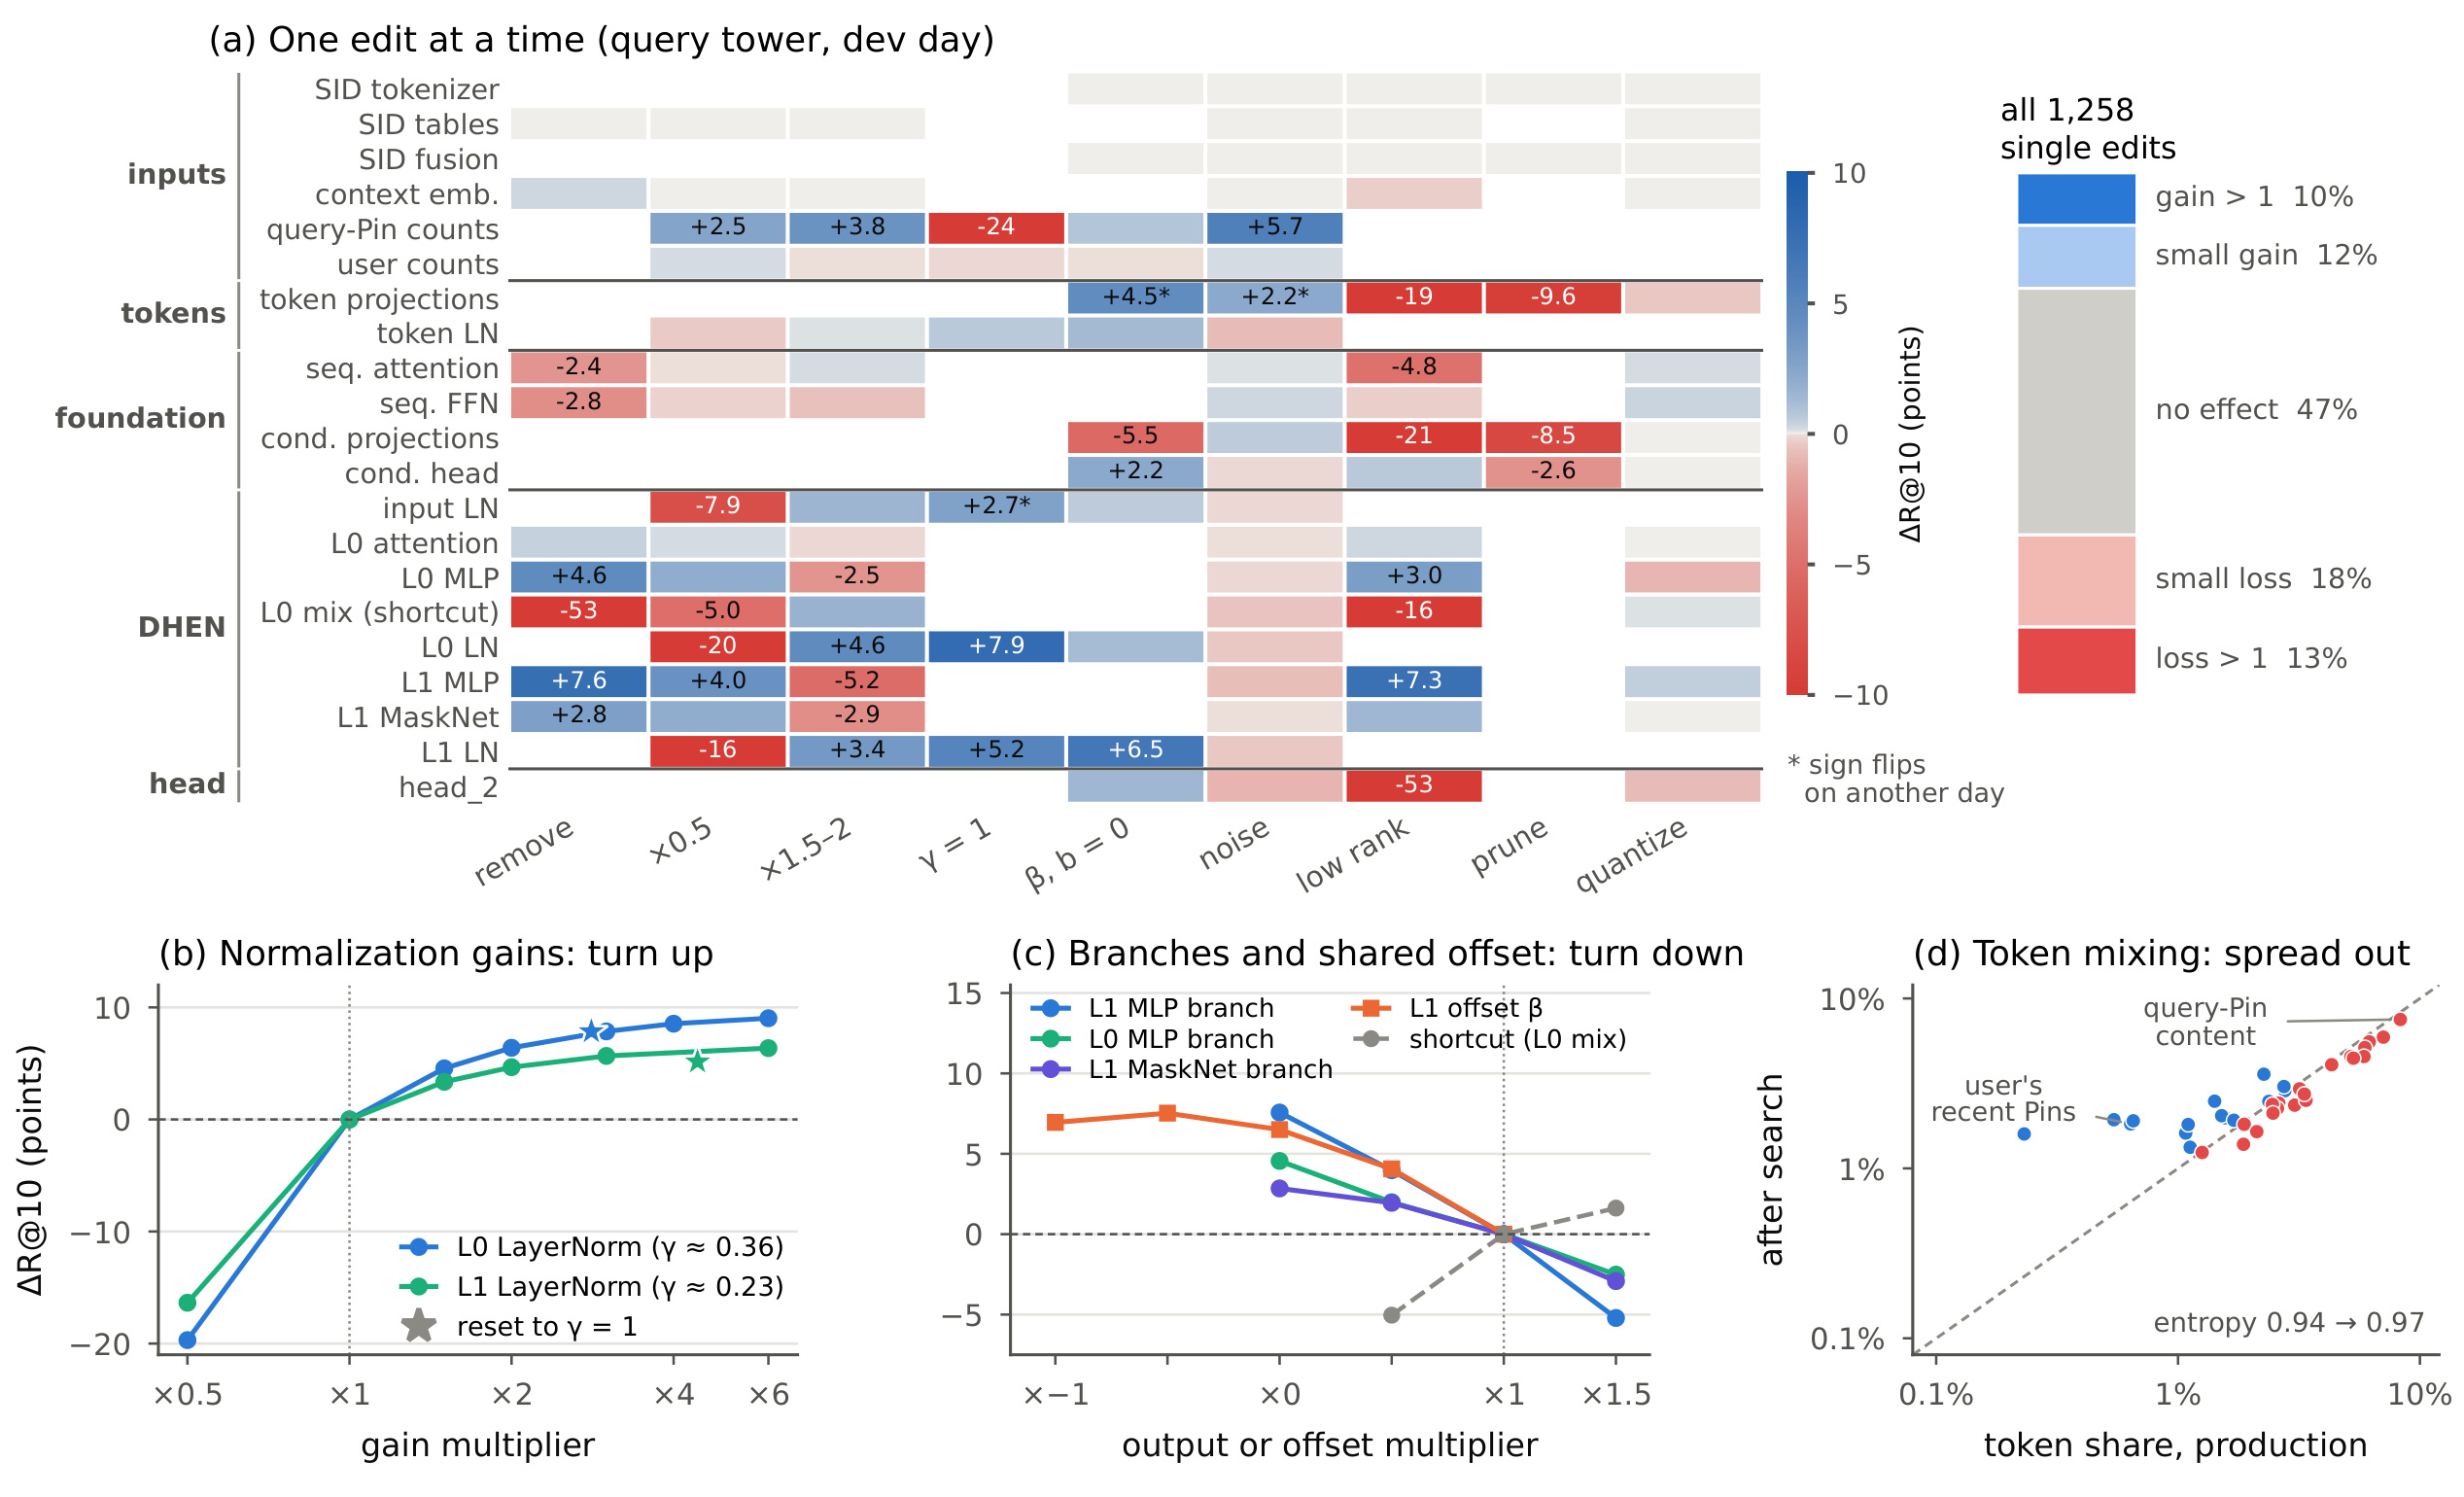 (a) One edit at a time (query tower, dev day)
inputs
tokens
foundation
DHEN
head
SID tokenizer
SID tables
SID fusion
context emb.
query-Pin counts +2.5 +3.8 -24 +5.7
user counts
token projections +4.5* +2.2* -19 -9.6
token LN
seq. attention -2.4 -4.8
seq. FFN -2.8
cond. projections -5.5 -21 -8.5
cond. head +2.2 -2.6
input LN -7.9 +2.7*
L0 attention
L0 MLP +4.6 -2.5 +3.0
L0 mix (shortcut) -53 -5.0 -16
L0 LN -20 +4.6 +7.9
L1 MLP +7.6 +4.0 -5.2 +7.3
L1 MaskNet +2.8 -2.9
L1 LN -16 +3.4 +5.2 +6.5
head_2 -53
remove ×0.5 ×1.5–2 γ = 1 β, b = 0 noise low rank prune quantize
10
5
0
−5
−10
ΔR@10 (points)
* sign flips
on another day
all 1,258
single edits
gain > 1 10%
small gain 12%
no effect 47%
small loss 18%
loss > 1 13%
(b) Normalization gains: turn up
ΔR@10 (points)
10
0
−10
−20
L0 LayerNorm (γ ≈ 0.36)
L1 LayerNorm (γ ≈ 0.23)
reset to γ = 1
×0.5 ×1 ×2 ×4 ×6
gain multiplier
(c) Branches and shared offset: turn down
15
10
5
0
−5
L1 MLP branch
L0 MLP branch
L1 MaskNet branch
L1 offset β
shortcut (L0 mix)
×−1 ×0 ×1 ×1.5
output or offset multiplier
(d) Token mixing: spread out
after search
10%
1%
0.1%
query-Pin
content
user's
recent Pins
entropy 0.94 → 0.97
0.1% 1% 10%
token share, production